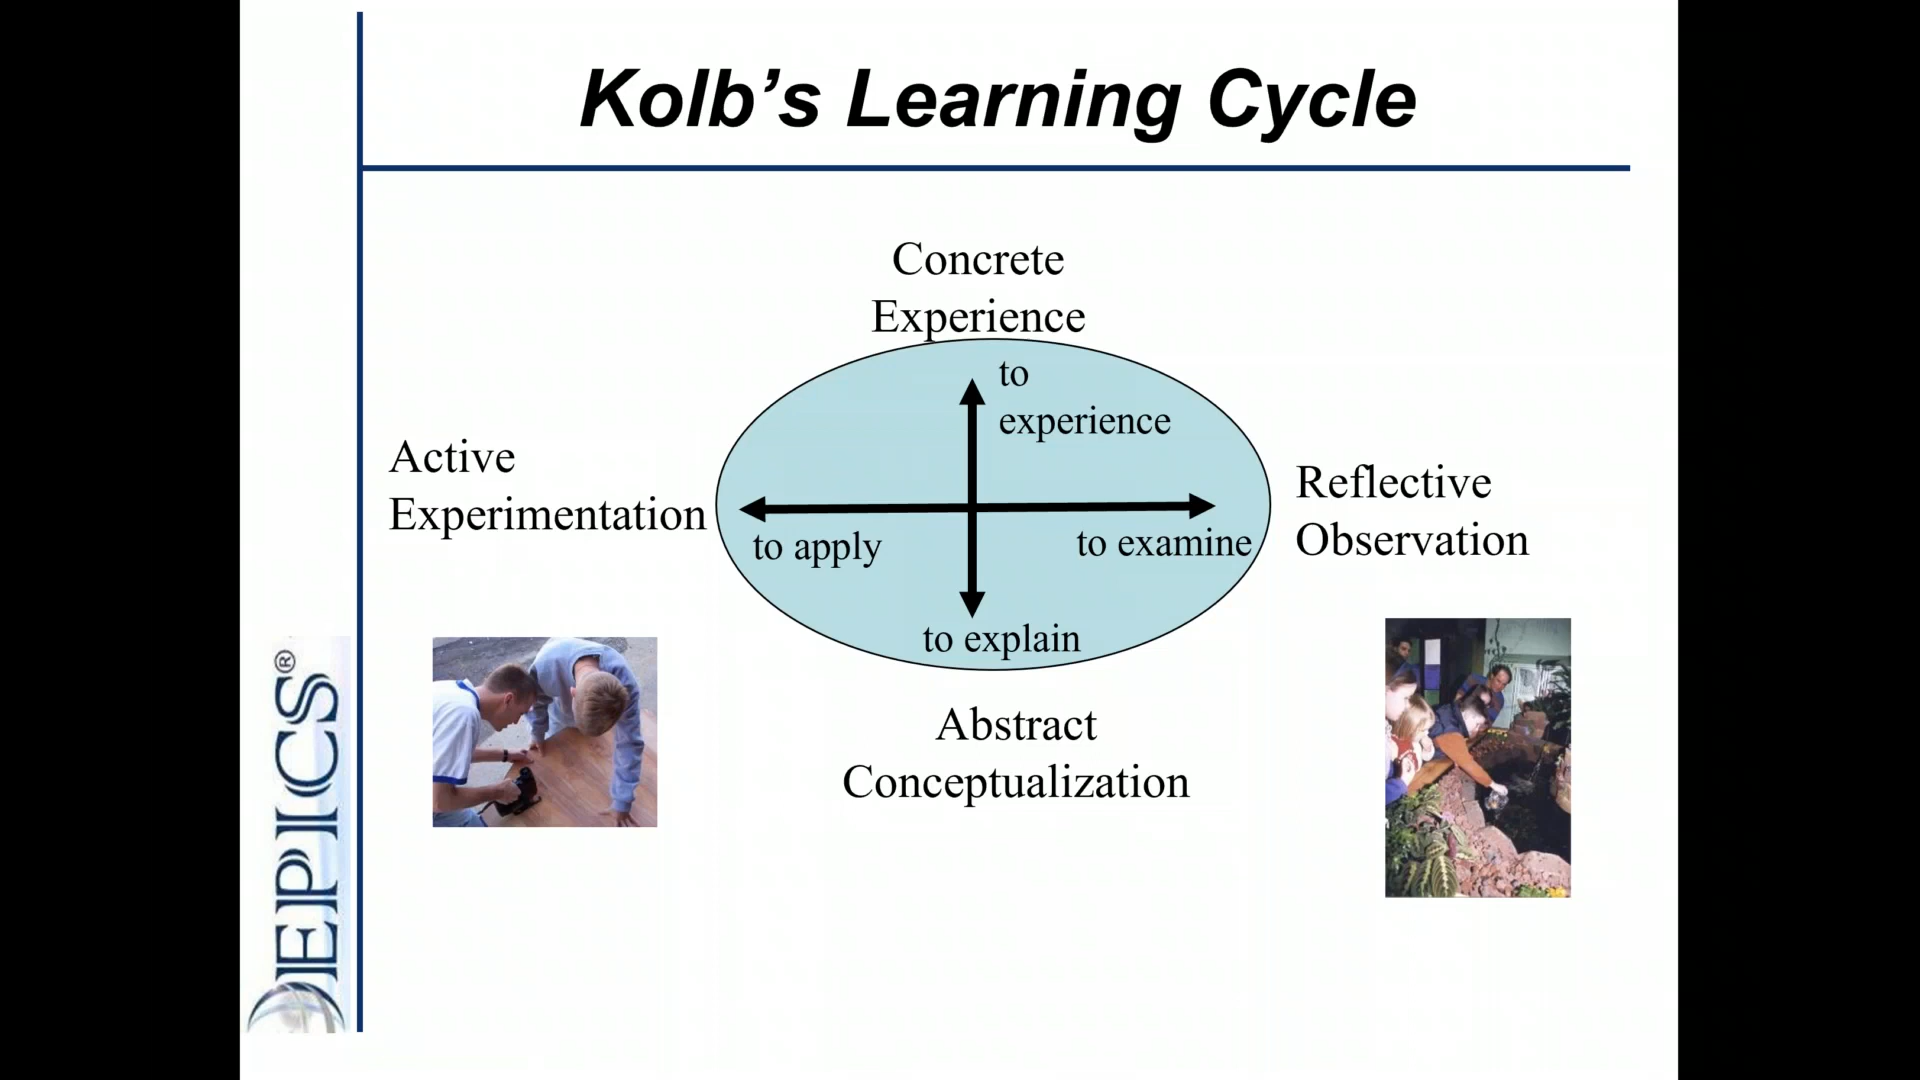 Kolb’s Learning Cycle
Concrete
Experience
to
experience
Active
Experimentation
Reflective
Observation
to apply
to examine
to explain
Abstract
Conceptualization
EPICS®